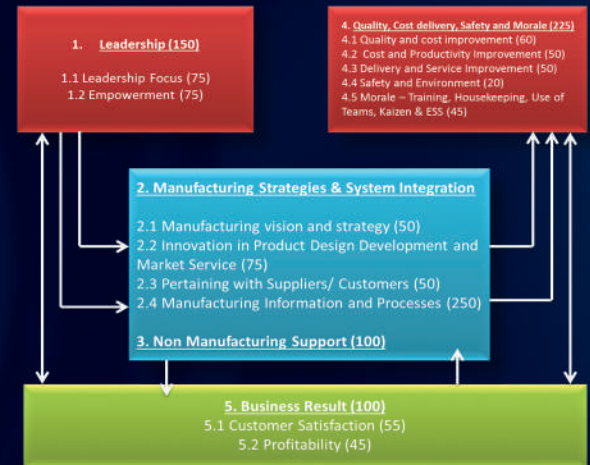 1. Leadership (150)
1.1 Leadership Focus (75)
1.2 Empowerment (75)
4. Quality, Cost delivery, Safety and Morale (225)
4.1 Quality and cost improvement (60)
4.2 Cost and Productivity Improvement (50)
4.3 Delivery and Service Improvement (50)
4.4 Safety and Environment (20)
4.5 Morale – Training, Housekeeping, Use of
Teams, Kaizen & ESS (45)
2. Manufacturing Strategies & System Integration
2.1 Manufacturing vision and strategy (50)
2.2 Innovation in Product Design Development and
Market Service (75)
2.3 Pertaining with Suppliers/ Customers (50)
2.4 Manufacturing Information and Processes (250)
3. Non Manufacturing Support (100)
5. Business Result (100)
5.1 Customer Satisfaction (55)
5.2 Profitability (45)